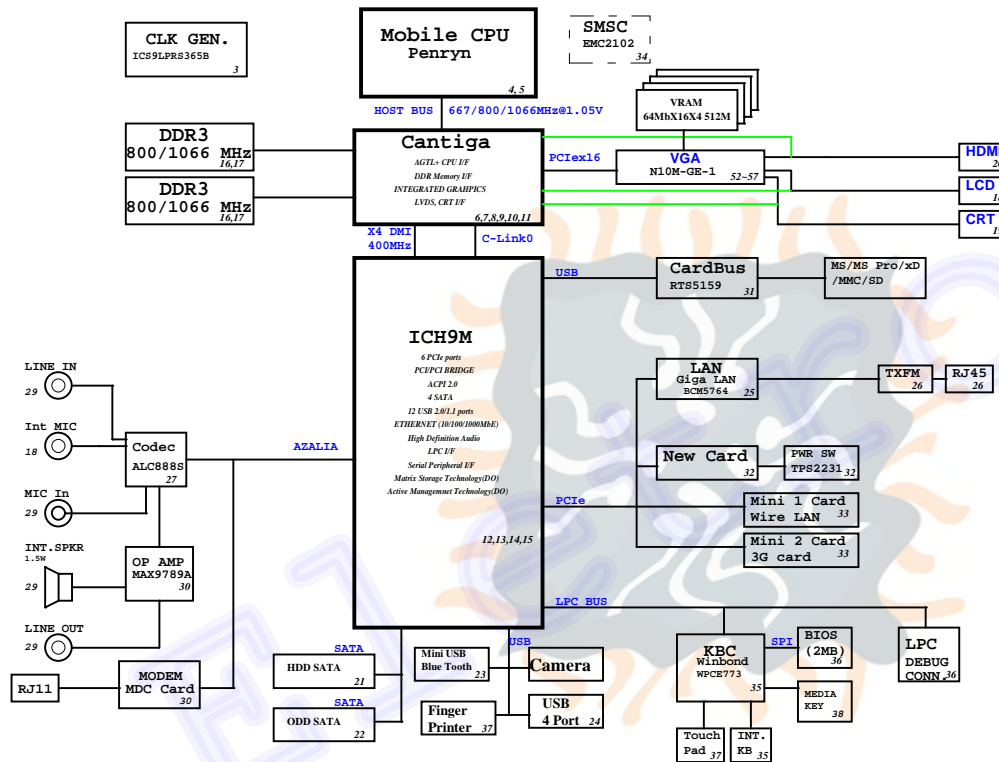 CLK GEN.
ICS9LPRS365B
3
Mobile CPU
Penryn
4, 5
SMSC
EMC2102
34
HOST BUS
667/800/1066MHz@1.05V
VRAM
64MbX16X4 512M
DDR3
800/1066 MHz
16,17
DDR3
800/1066 MHz
16,17
Cantiga
AGTL+ CPU I/F
DDR Memory I/F
INTEGRATED GRAHPICS
LVDS, CRT I/F
6,7,8,9,10,11
PCIex16
VGA
N10M-GE-1
52~57
HDMI
20
LCD
18
CRT
19
X4 DMI
400MHz
C-Link0
ICH9M
6 PCIe ports
PCI/PCI BRIDGE
ACPI 2.0
4 SATA
12 USB 2.0/1.1 ports
ETHERNET (10/100/1000MbE)
High Definition Audio
LPC I/F
Serial Peripheral I/F
Matrix Storage Technology(DO)
Active Managemnet Technology(DO)
12,13,14,15
USB
CardBus
RTS5159
31
MS/MS Pro/xD
/MMC/SD
LAN
Giga LAN
BCM5764
25
TXFM
26
RJ45
26
New Card
32
PWR SW
TPS2231
32
PCIe
Mini 1 Card
Wire LAN
33
Mini 2 Card
3G card
33
LINE IN
29
Int MIC
18
Codec
ALC888S
27
AZALIA
MIC In
29
INT.SPKR
1.5W
29
OP AMP
MAX9789A
30
LINE OUT
29
RJ11
MODEM
MDC Card
30
SATA
HDD SATA
21
SATA
ODD SATA
22
USB
Mini USB
Blue Tooth
23
Camera
Finger
Printer
37
USB
4 Port
24
LPC BUS
KBC
Winbond
WPCE773
35
SPI
BIOS
(2MB)
36
MEDIA
KEY
38
LPC
DEBUG
CONN.
36
Touch
Pad
37
INT.
KB
35